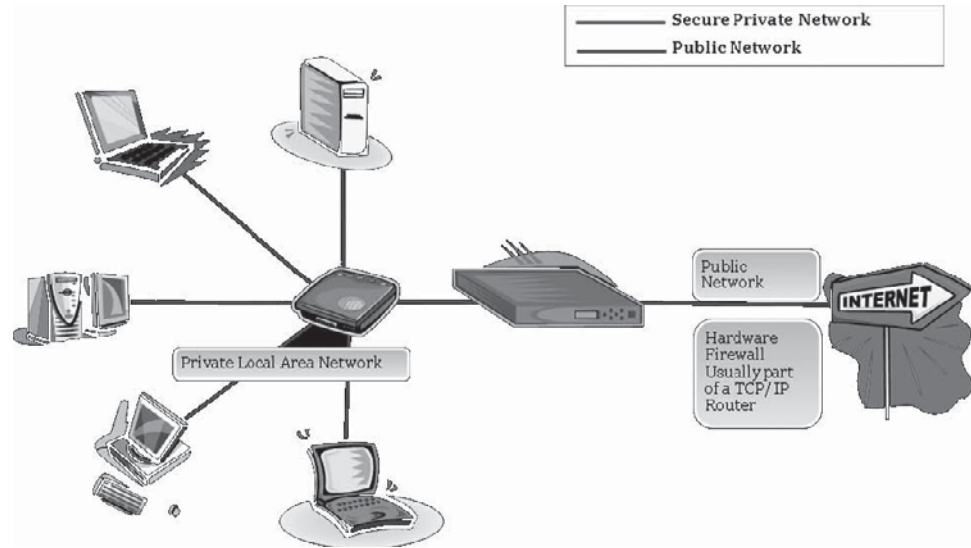 Secure Private Network
Public Network
Public
Network
INTERNET
Hardware
Firewall
Usually part
of a TCP/IP
Router
Private Local Area Network